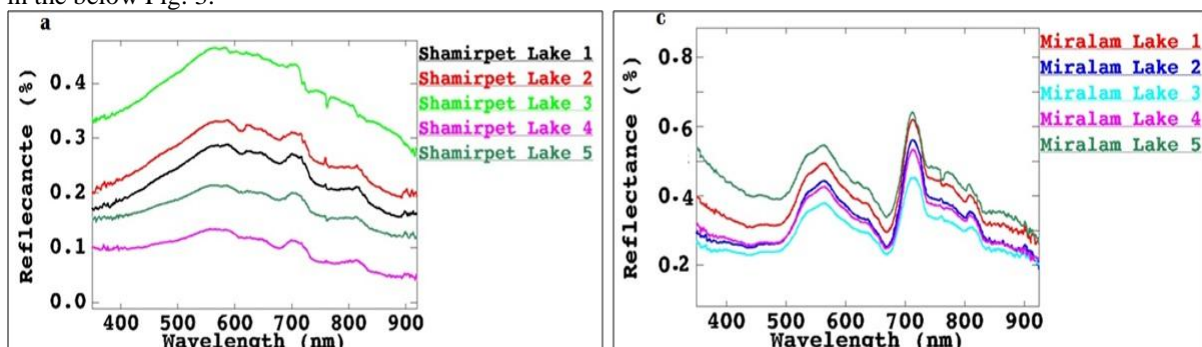 in the below Fig. 3.
a
Reflecancte (%)
0.4
0.3
0.2
0.1
0.0
400 500 600 700 800 900
Wavelength (nm)
Shamirpet Lake 1
Shamirpet Lake 2
Shamirpet Lake 3
Shamirpet Lake 4
Shamirpet Lake 5
c
Reflectance (%)
0.8
0.6
0.4
0.2
400 500 600 700 800 900
Wavelength (nm)
Miralam Lake 1
Miralam Lake 2
Miralam Lake 3
Miralam Lake 4
Miralam Lake 5